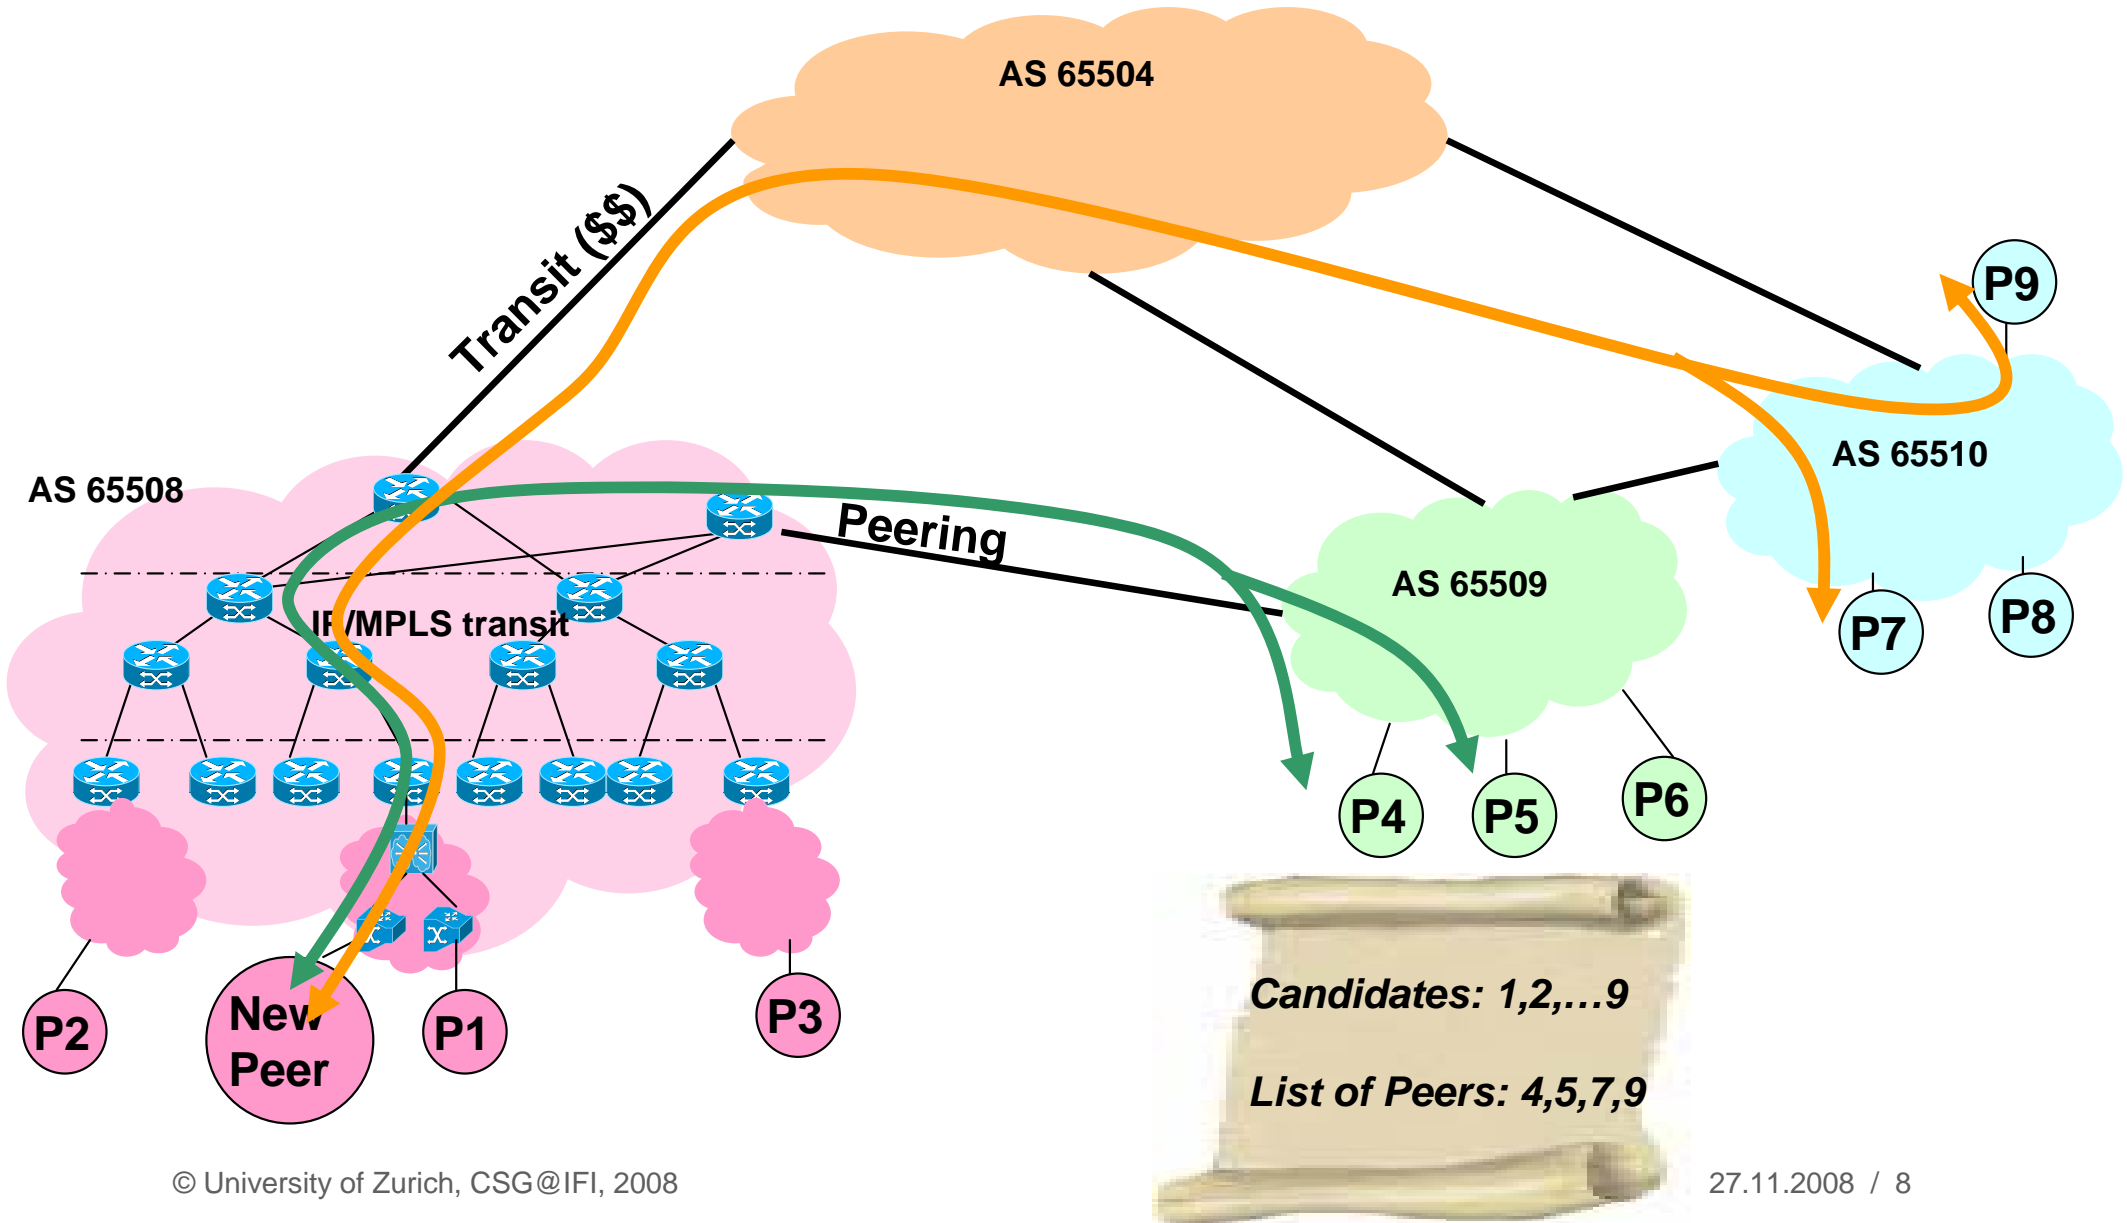 AS 65504
Transit ($$)
P9
AS 65510
AS 65508
Peering
AS 65509
IP/MPLS transit
P7
P8
P4
P5
P6
P2
New
Peer
P1
P3
Candidates: 1,2,…9
List of Peers: 4,5,7,9
© University of Zurich, CSG@IFI, 2008
27.11.2008 / 8